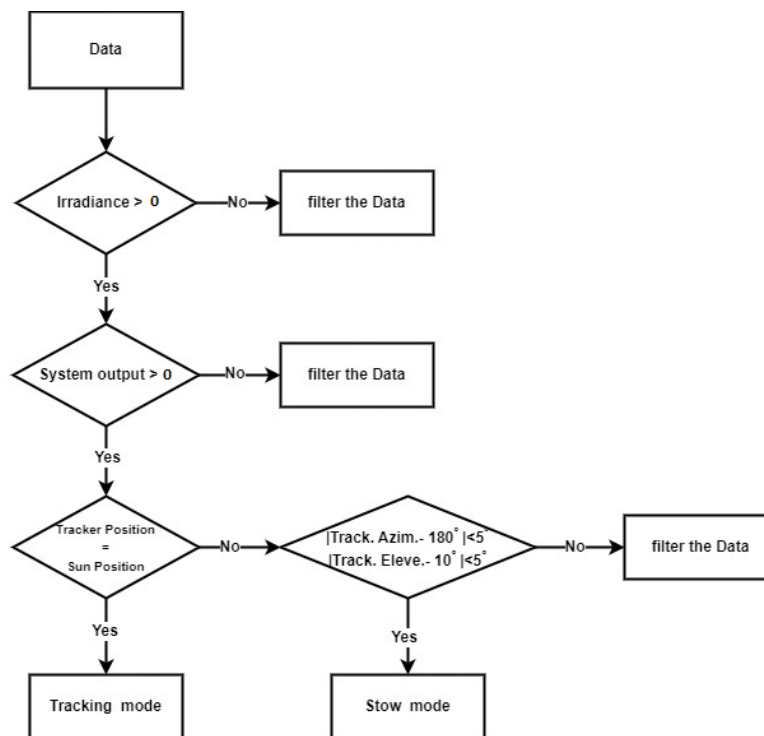 Data
Irradiance > 0
No
filter the Data
Yes
System output > 0
No
filter the Data
Yes
Tracker Position
=
Sun Position
No
|Track. Azim.- 180° |<5°
|Track. Eleve.- 10° |<5°
No
filter the Data
Yes
Yes
Tracking mode
Stow mode